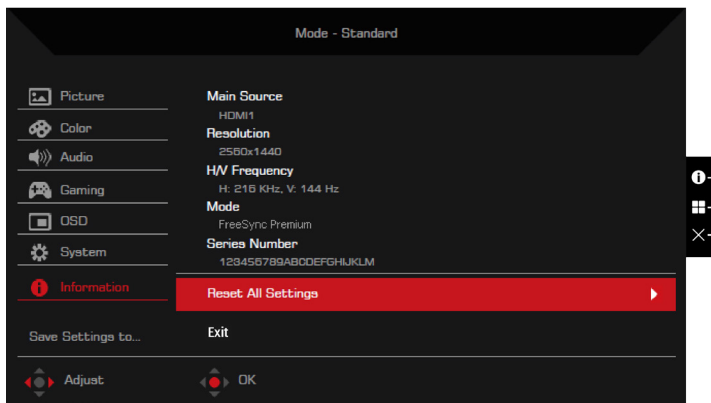 Mode - Standard
Picture
Color
Audio
Gaming
OSD
System
Information
Save Settings to...
Main Source
HDMI1
Resolution
2560x1440
H/V Frequency
H: 216 KHz, V: 144 Hz
Mode
FreeSync Premium
Series Number
123456789ABCDEFGHIJKLM
Reset All Settings
Exit
Adjust
OK